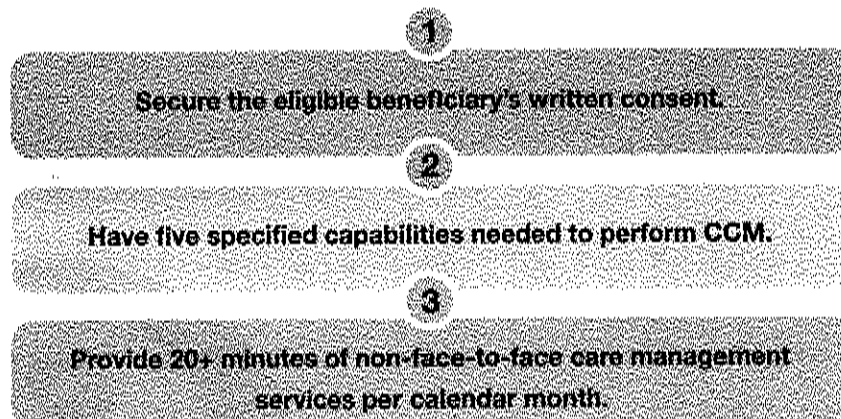 1
Secure the eligible beneficiary's written consent.
2
Have five specified capabilities needed to perform CCM.
3
Provide 20+ minutes of non-face-to-face care management
services per calendar month.